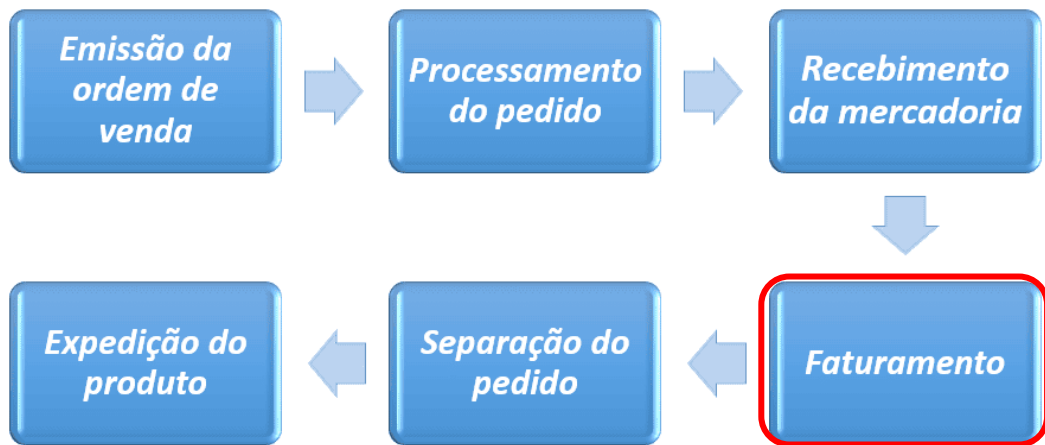 Emissão da
ordem de
venda
Processamento
do pedido
Recebimento
da mercadoria
Faturamento
Separação do
pedido
Expedição do
produto